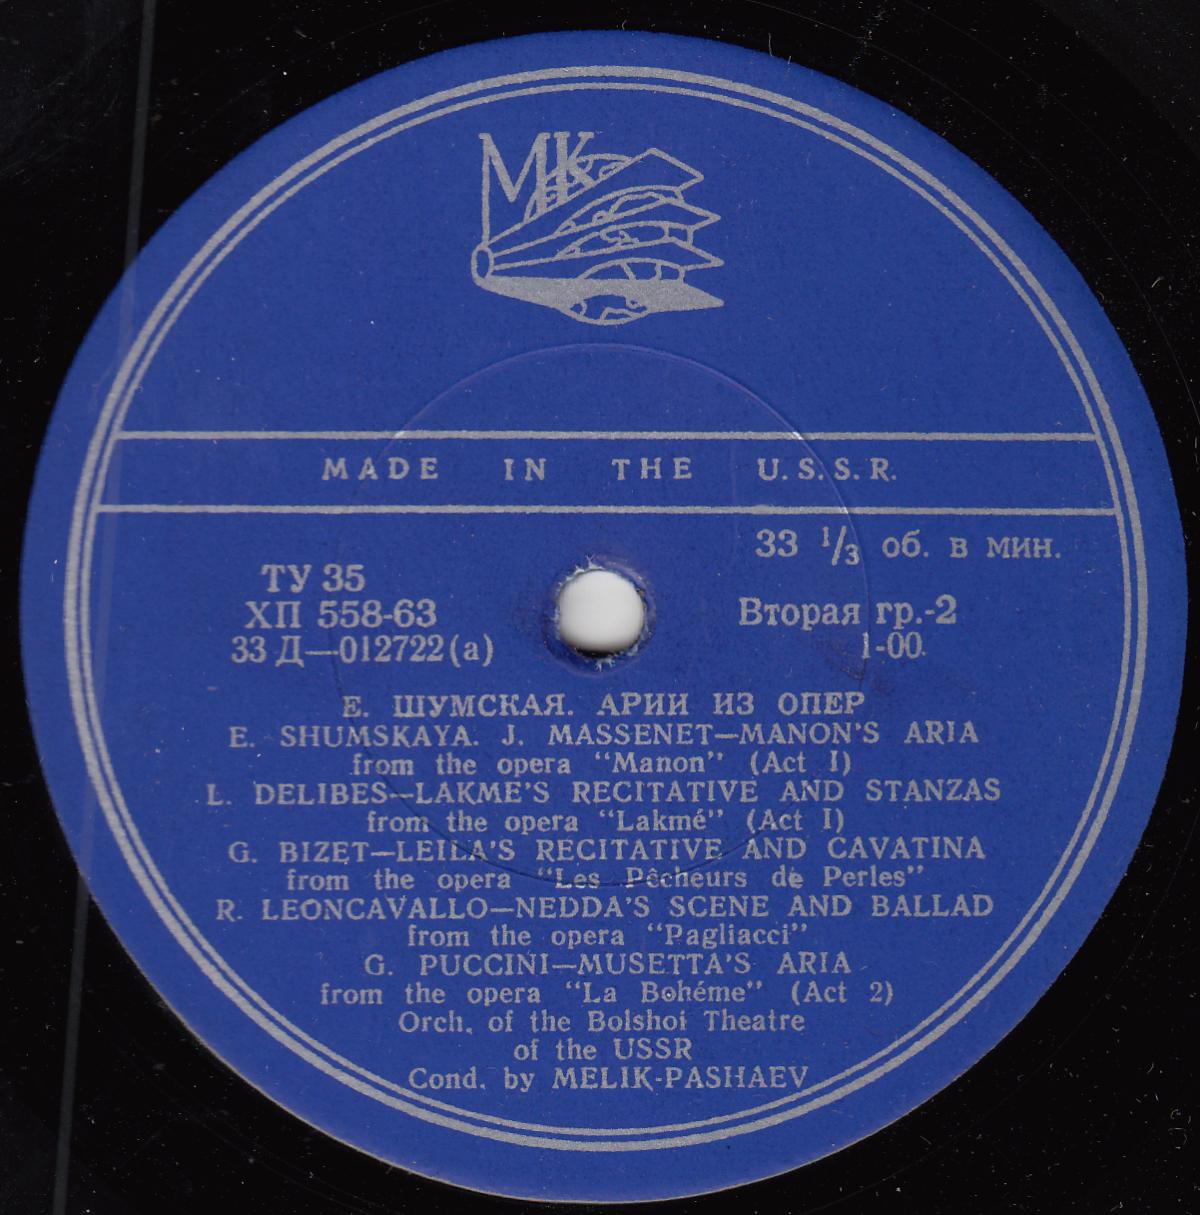 МК
MADE IN THE U.S.S.R.
33 1/3 об. в мин.
ТУ 35
ХП 558-63
33 Д—012722(а)
Вторая гр.-2
1-00.
Е. ШУМСКАЯ. АРИИ ИЗ ОПЕР
E. SHUMSKAYA. J. MASSENET—MANON'S ARIA
from the opera "Manon" (Act I)
L. DELIBES—LAKME'S RECITATIVE AND STANZAS
from the opera "Lakmé" (Act I)
G. BIZET—LEILA'S RECITATIVE AND CAVATINA
from the opera "Les Pêcheurs de Perles"
R. LEONCAVALLO—NEDDA'S SCENE AND BALLAD
from the opera "Pagliacci"
G. PUCCINI—MUSETTA'S ARIA
from the opera "La Bohéme" (Act 2)
Orch. of the Bolshoi Theatre
of the USSR
Cond. by MELIK-PASHAEV